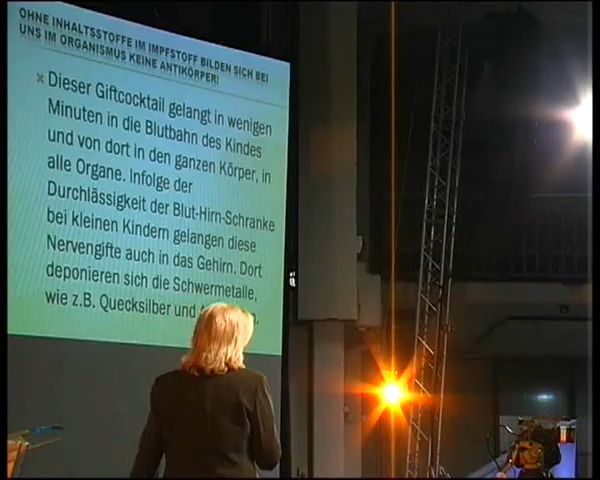 OHNE INHALTSSTOFFE IM IMPFSTOFF BILDEN SICH BEI
UNS IM ORGANISMUS KEINE ANTIKÖRPER!
Dieser Giftcocktail gelangt in wenigen
Minuten in die Blutbahn des Kindes
und von dort in den ganzen Körper, in
alle Organe. Infolge der
Durchlässigkeit der Blut-Hirn-Schranke
bei kleinen Kindern gelangen diese
Nervengifte auch in das Gehirn. Dort
deponieren sich die Schwermetalle,
wie z.B. Quecksilber und